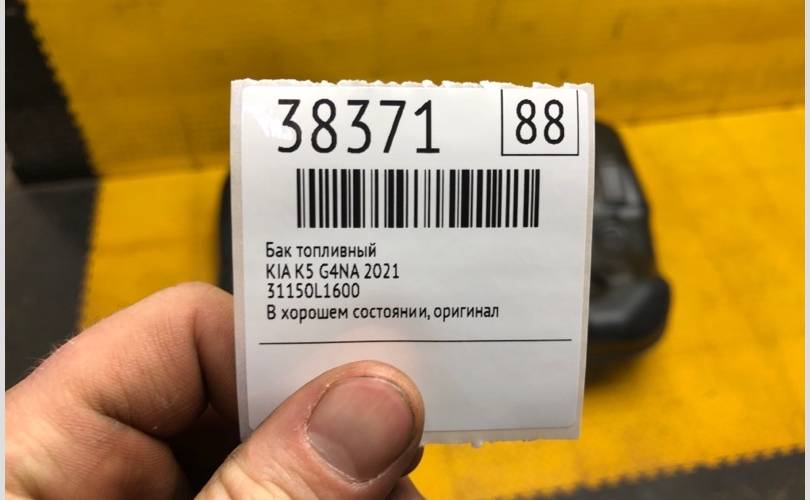 38371 88
Бак топливный
KIA K5 G4NA 2021
31150L1600
В хорошем состоянии, оригинал